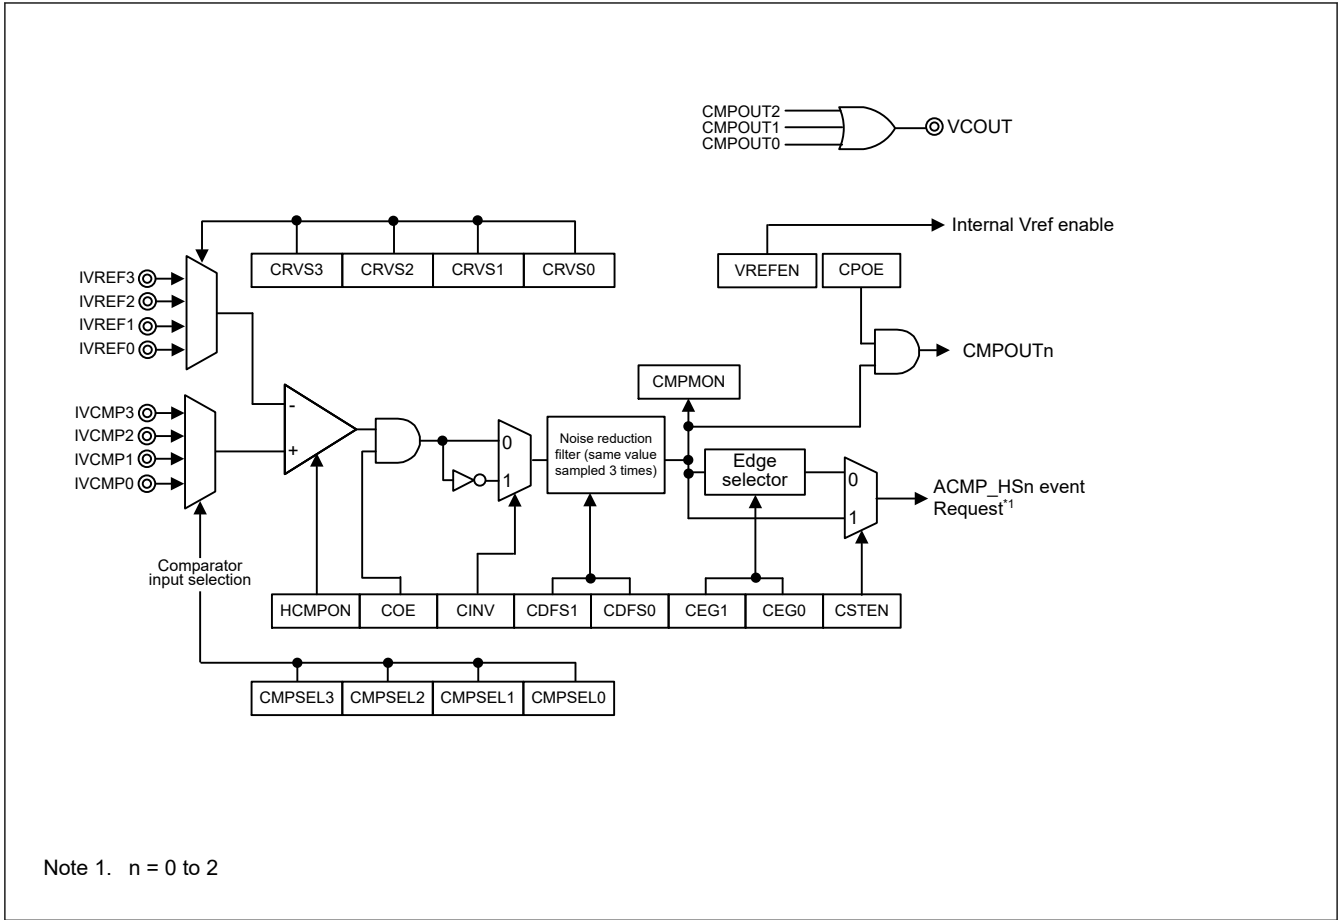 CMPOUT2
CMPOUT1
CMPOUT0
VCOUT
Internal Vref enable
CRVS3 CRVS2 CRVS1 CRVS0
VREFEN CPOE
IVREF3
IVREF2
IVREF1
IVREF0
CMPOUTn
CMPMON
IVCMP3
IVCMP2
IVCMP1
IVCMP0
-
+
0
1
Noise reduction
filter (same value
sampled 3 times)
Edge
selector
0
1
ACMP_HSn event
Request*1
Comparator
input selection
HCMPON COE CINV CDFS1 CDFS0 CEG1 CEG0 CSTEN
CMPSEL3 CMPSEL2 CMPSEL1 CMPSEL0
Note 1. n = 0 to 2